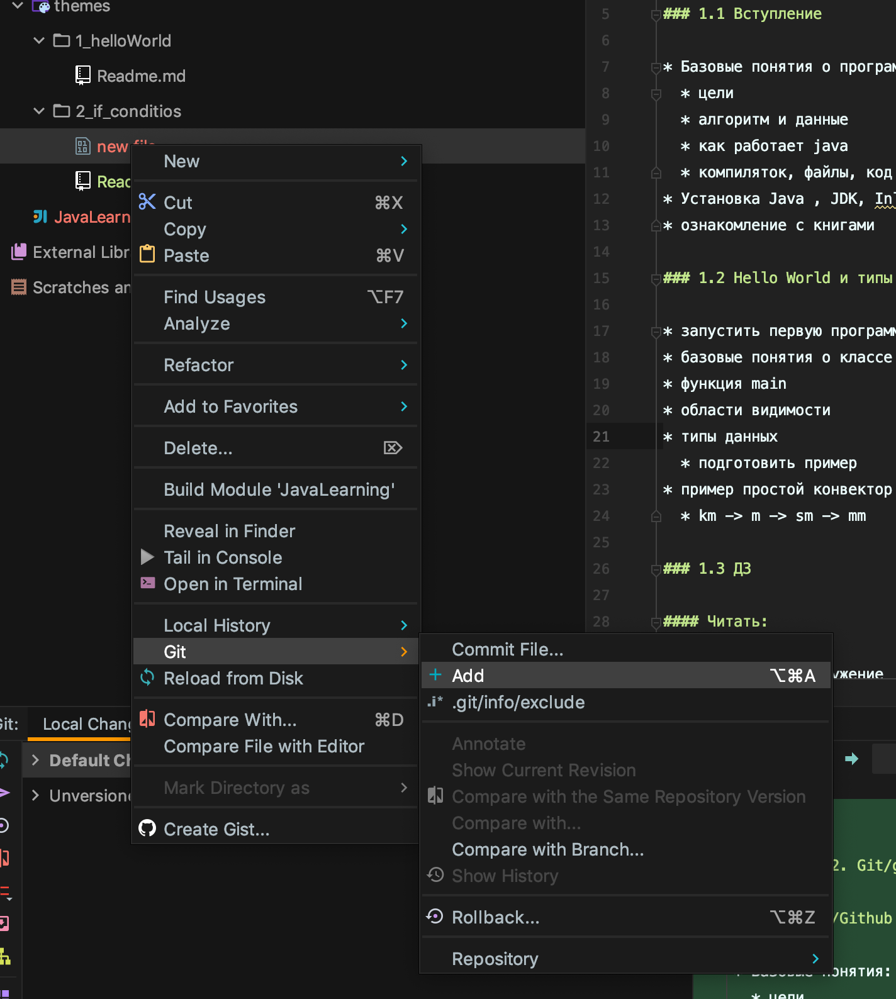 themes
1_helloWorld
Readme.md
2_if_conditios
new file
Reac
JavaLearn
External Libr
Scratches an
New
Cut ⌘X
Copy
Paste ⌘V
Find Usages ⌥F7
Analyze
Refactor
Add to Favorites
Delete... ⌦
Build Module 'JavaLearning'
Reveal in Finder
Tail in Console
Open in Terminal
Local History
Git
Reload from Disk
Compare With... ⌘D
Compare File with Editor
Mark Directory as
Create Gist...
Commit File...
Add ⌥⌘A
.i* .git/info/exclude
Annotate
Show Current Revision
Compare with the Same Repository Version
Compare with...
Compare with Branch...
Show History
Rollback... ⌥⌘Z
Repository
Git:
Local Chang
Default Ch
Unversion
5 ### 1.1 Вступление
6
7 * Базовые понятия о програм
8 * цели
9 * алгоритм и данные
10 * как работает java
11 * компиляток, файлы, код
12 * Установка Java , JDK, Int
13 * ознакомление с книгами
14
15 ### 1.2 Hello World и типы
16
17 * запустить первую программ
18 * базовые понятия о классе
19 * функция main
20 * области видимости
21 * типы данных
22 * подготовить пример
23 * пример простой конвектор
24 * km -> m -> sm -> mm
25
26 ### 1.3 ДЗ
27
28 #### Читать:
ужение
2. Git/g
/Github
онятия:
* цели